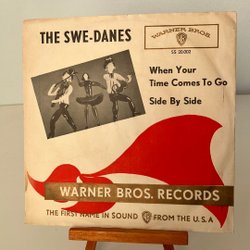 THE SWE-DANES
WARNER BROS.
SS 20.002
When Your
Time Comes To Go
Side By Side
WARNER BROS. RECORDS
THE FIRST NAME IN SOUND WB FROM THE U.S.A